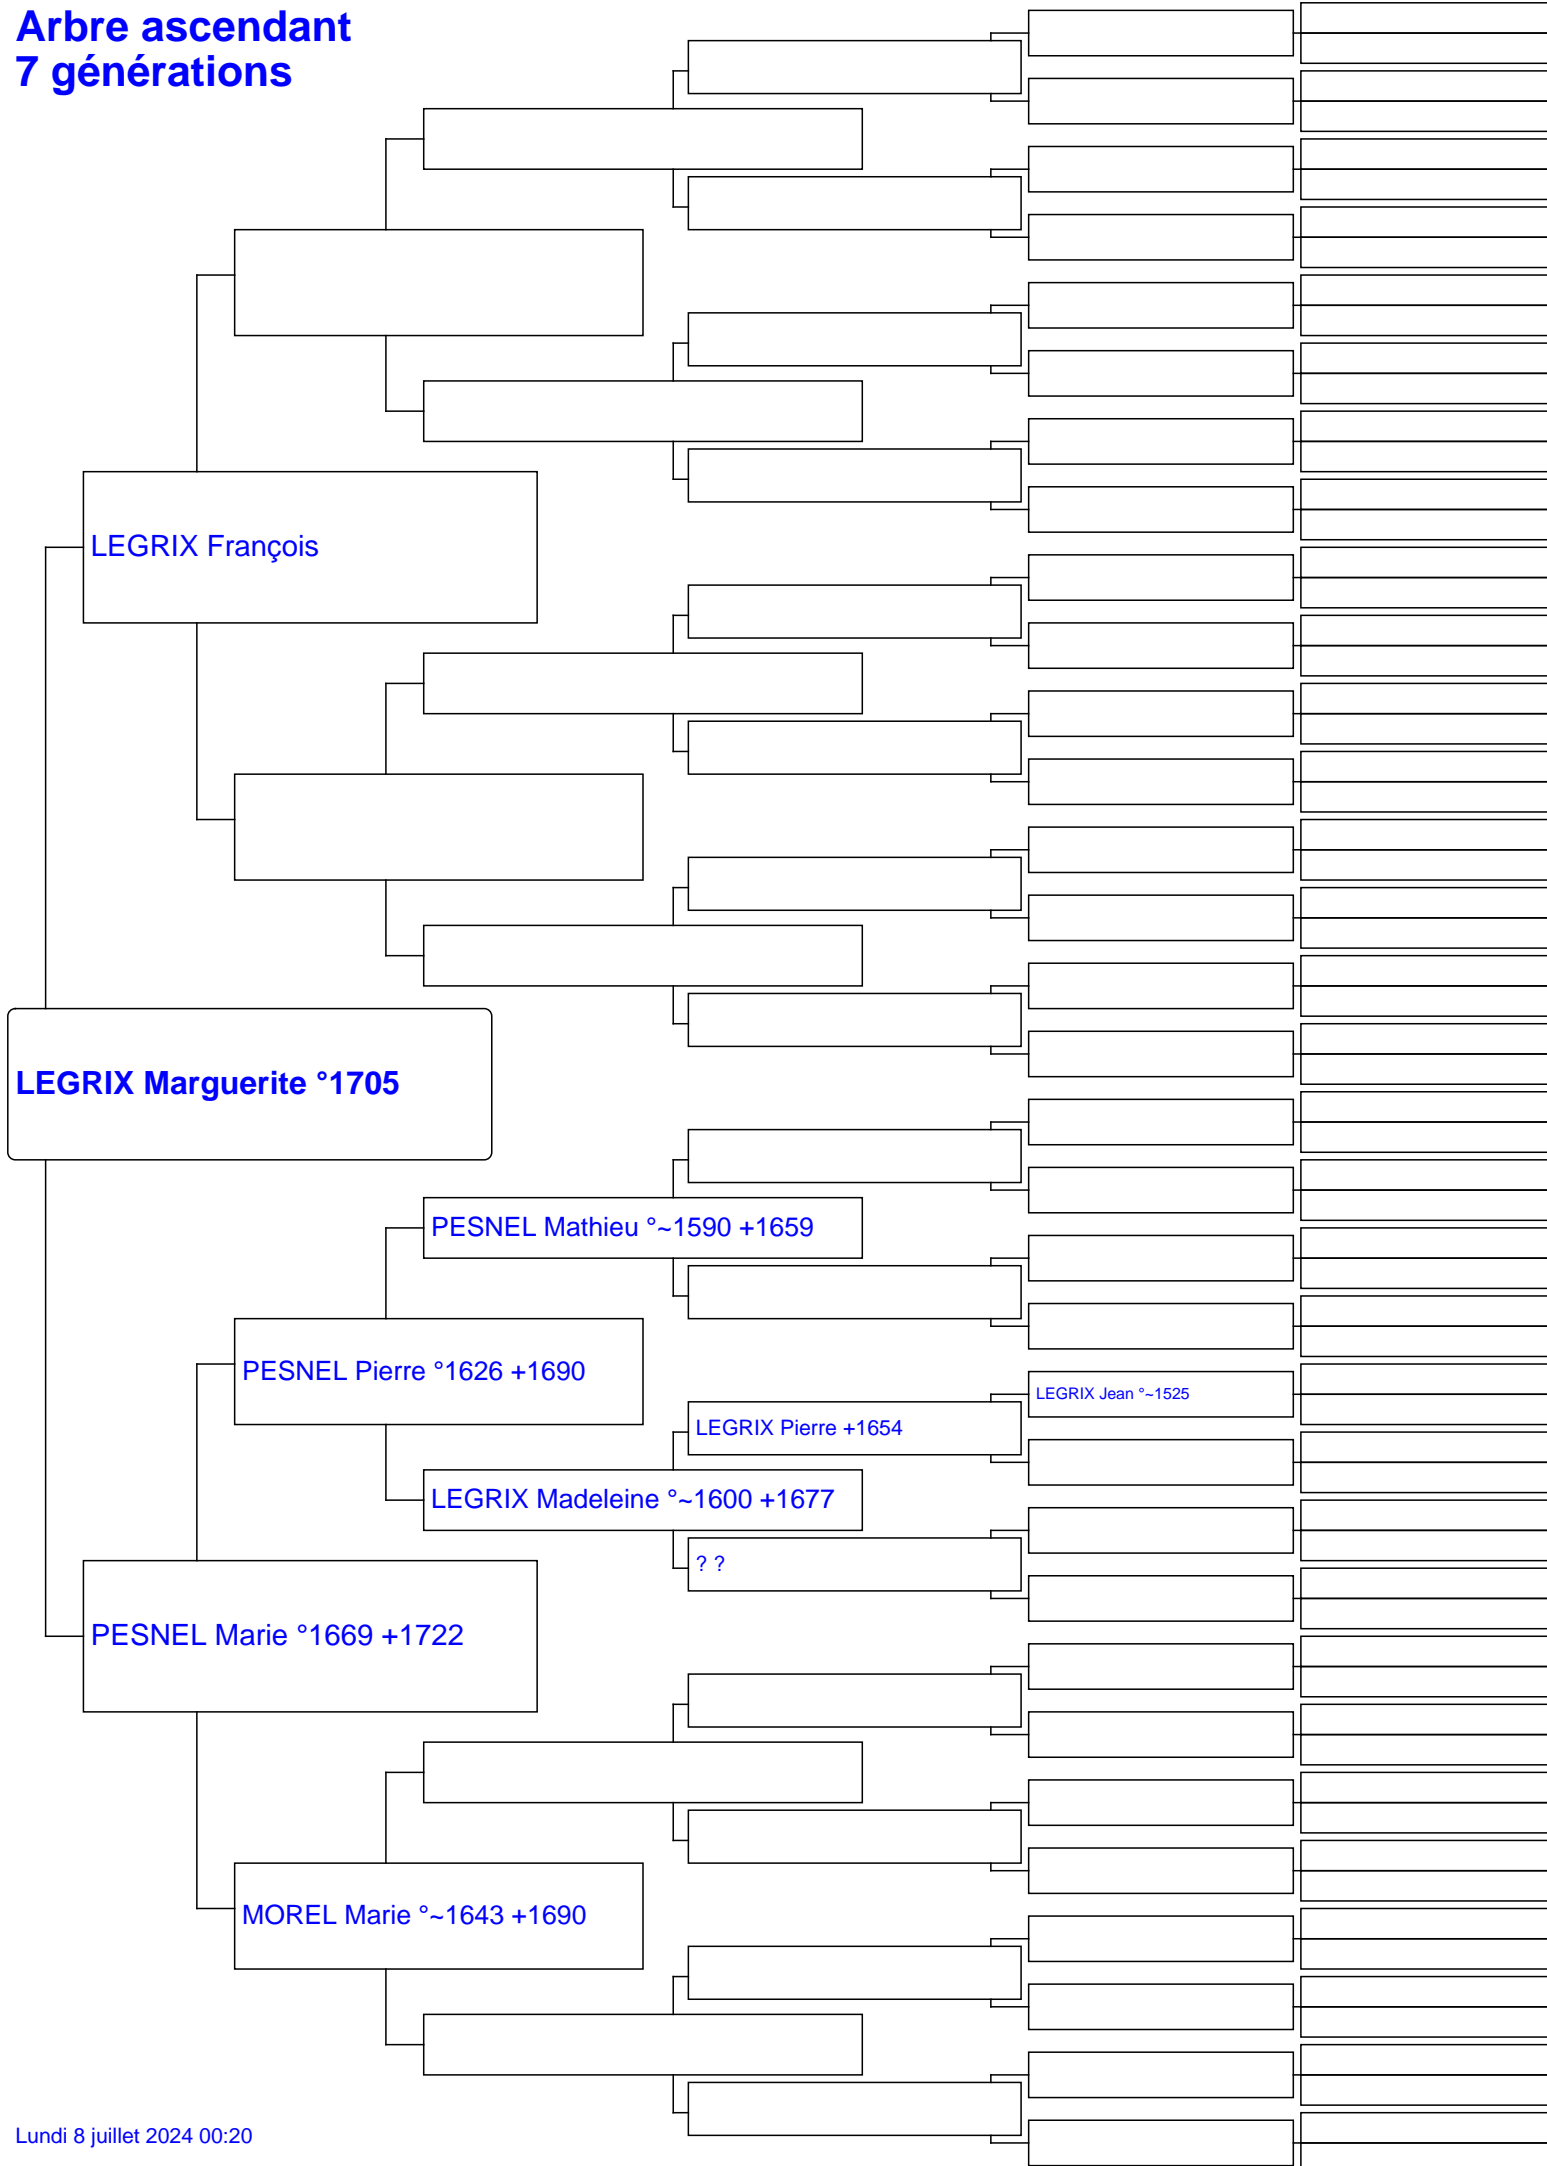 Arbre ascendant
7 générations
LEGRIX François
LEGRIX Marguerite °1705
PESNEL Mathieu °~1590 +1659
PESNEL Pierre °1626 +1690
LEGRIX Jean °~1525
LEGRIX Pierre +1654
LEGRIX Madeleine °~1600 +1677
? ?
PESNEL Marie °1669 +1722
MOREL Marie °~1643 +1690
Lundi 8 juillet 2024 00:20